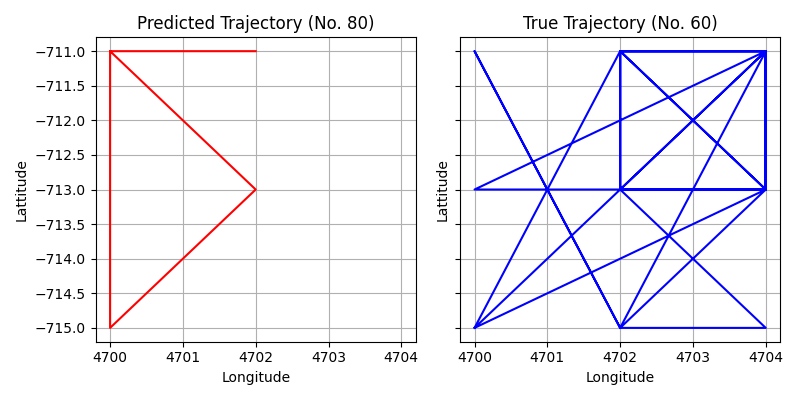 Predicted Trajectory (No. 80)
Lattitude
−711.0
−711.5
−712.0
−712.5
−713.0
−713.5
−714.0
−714.5
−715.0
4700 4701 4702 4703 4704
Longitude
True Trajectory (No. 60)
Lattitude
4700 4701 4702 4703 4704
Longitude